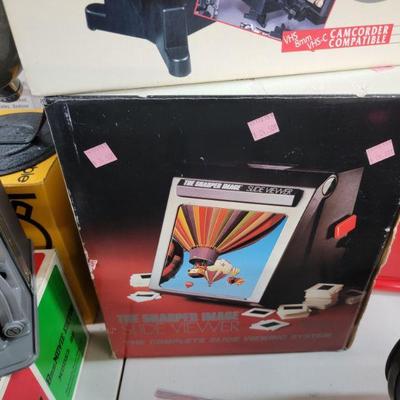 VHS
8mm
VHS-C
CAMCORDER
COMPATIBLE
THE SHARPER IMAGE SLIDE VIEWER
THE SHARPER IMAGE
SLIDE VIEWER
THE COMPLETE SLIDE VIEWING SYSTEM